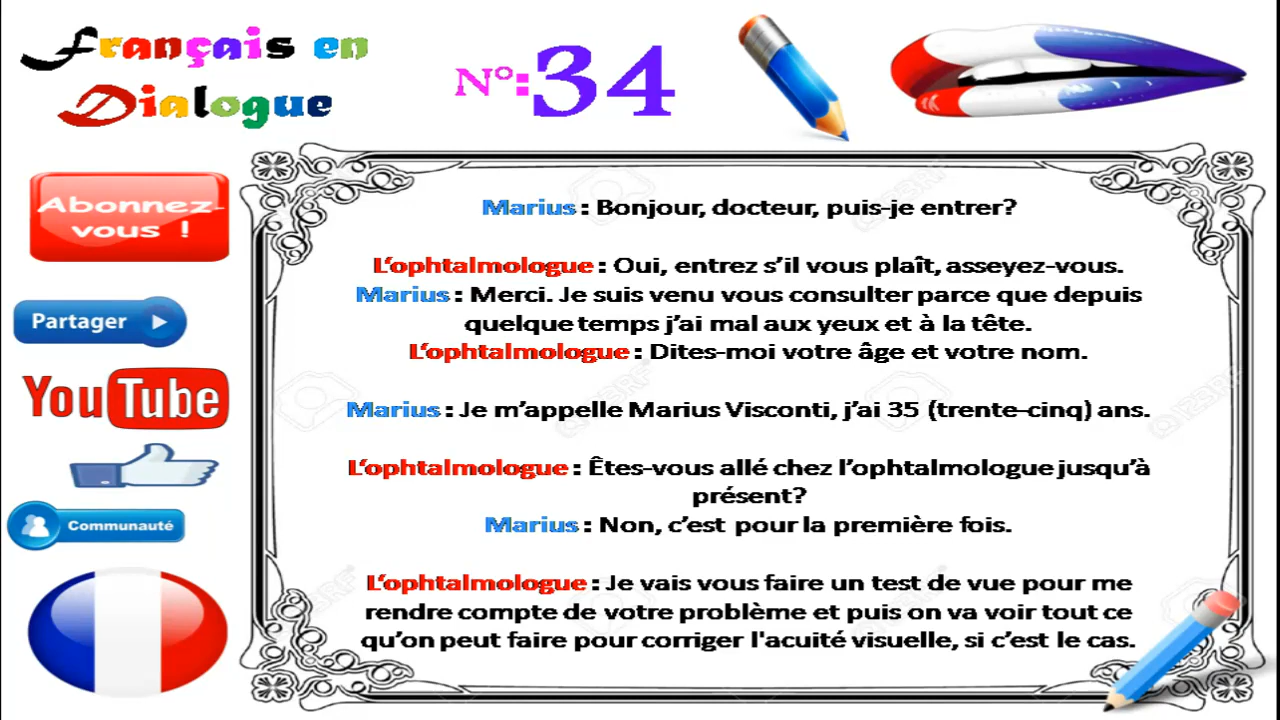 Français en
Dialogue
N°:34
Abonnez-
vous !
Partager
YouTube
Communauté
Marius : Bonjour, docteur, puis-je entrer?
L‘ophtalmologue : Oui, entrez s’il vous plaît, asseyez-vous.
Marius : Merci. Je suis venu vous consulter parce que depuis
quelque temps j’ai mal aux yeux et à la tête.
L‘ophtalmologue : Dites-moi votre âge et votre nom.
Marius : Je m’appelle Marius Visconti, j’ai 35 (trente-cinq) ans.
L‘ophtalmologue : Êtes-vous allé chez l’ophtalmologue jusqu’à
présent?
Marius : Non, c’est pour la première fois.
L‘ophtalmologue : Je vais vous faire un test de vue pour me
rendre compte de votre problème et puis on va voir tout ce
qu’on peut faire pour corriger l'acuité visuelle, si c’est le cas.
123RF